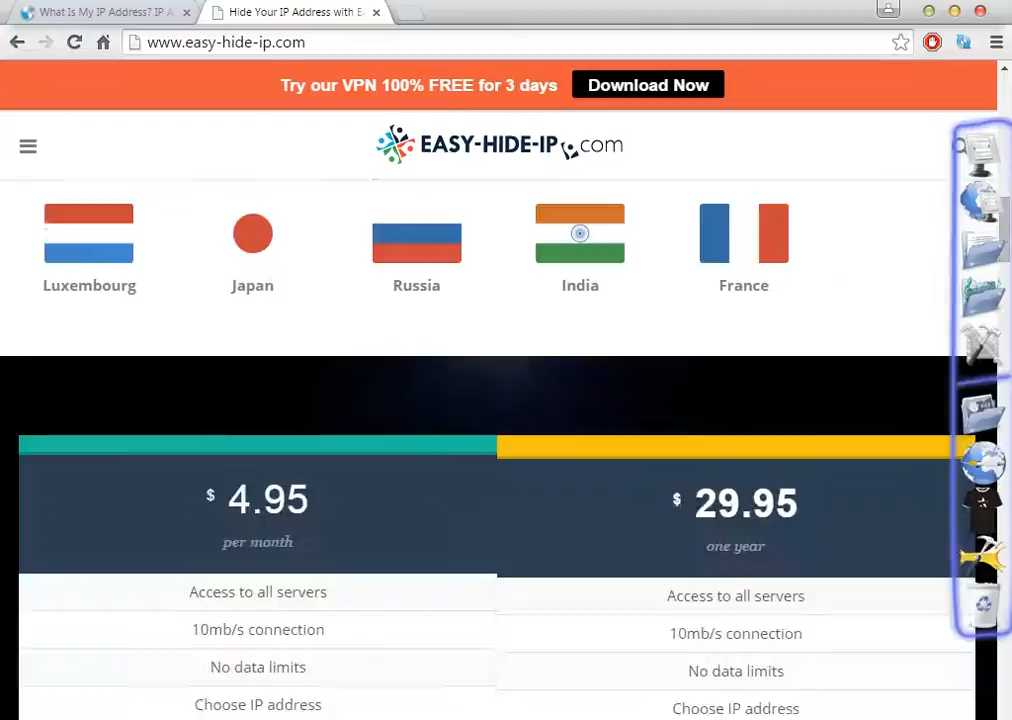 What Is My IP Address? IP A
Hide Your IP Address with E
www.easy-hide-ip.com
Try our VPN 100% FREE for 3 days
Download Now
EASY-HIDE-IP.com
Luxembourg
Japan
Russia
India
France
$ 4.95
$ 29.95
per month
one year
Access to all servers
Access to all servers
10mb/s connection
10mb/s connection
No data limits
No data limits
Choose IP address
Choose IP address